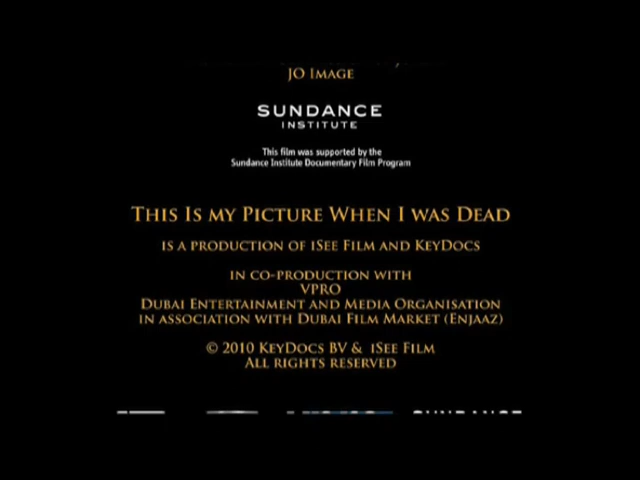 JO IMAGE
SUNDANCE
INSTITUTE
This film was supported by the
Sundance Institute Documentary Film Program
THIS IS MY PICTURE WHEN I WAS DEAD
IS A PRODUCTION OF ISEE FILM AND KEYDOCS
IN CO-PRODUCTION WITH
VPRO
DUBAI ENTERTAINMENT AND MEDIA ORGANISATION
IN ASSOCIATION WITH DUBAI FILM MARKET (ENJAAZ)
© 2010 KEYDOCS BV & ISEE FILM
ALL RIGHTS RESERVED